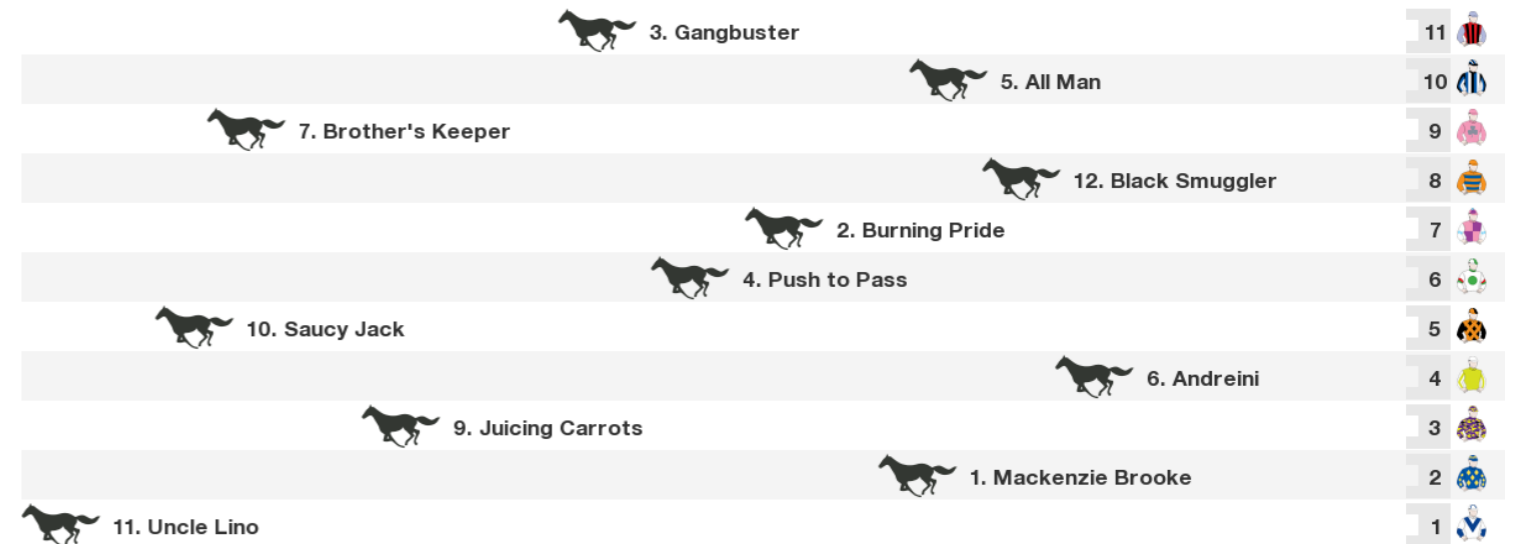 3. Gangbuster 11
5. All Man 10
7. Brother's Keeper 9
12. Black Smuggler 8
2. Burning Pride 7
4. Push to Pass 6
10. Saucy Jack 5
6. Andreini 4
9. Juicing Carrots 3
1. Mackenzie Brooke 2
11. Uncle Lino 1